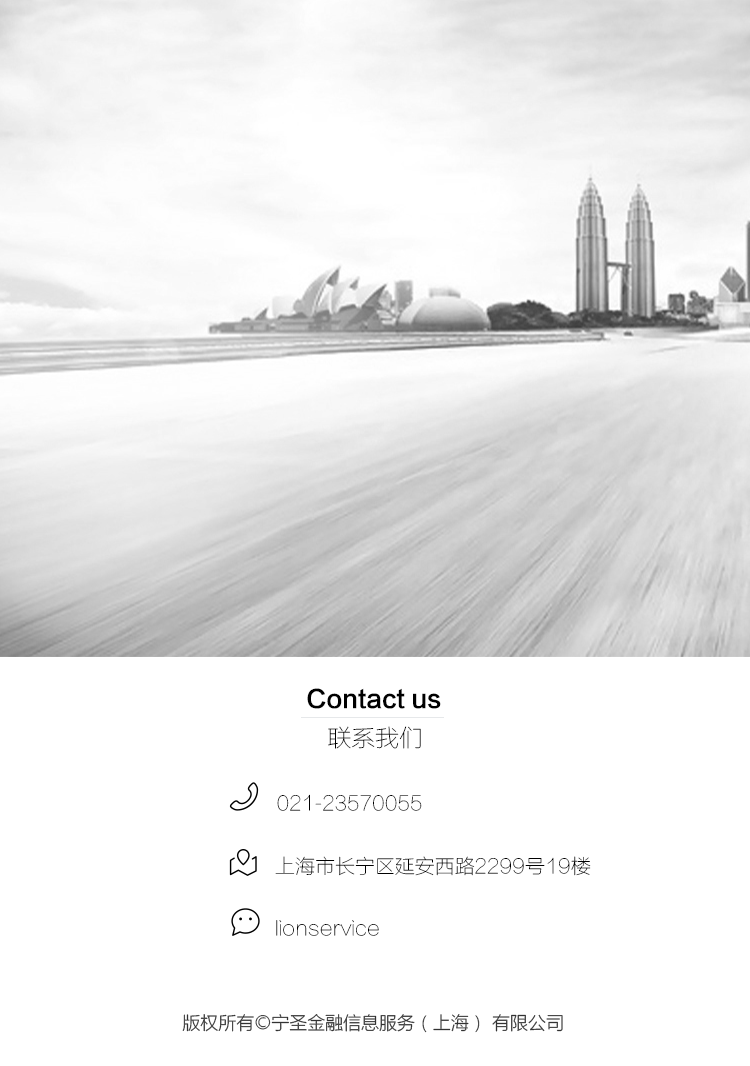 Contact us
联系我们
021-23570055
上海市长宁区延安西路2299号19楼
lionservice
版权所有©宁圣金融信息服务（上海） 有限公司